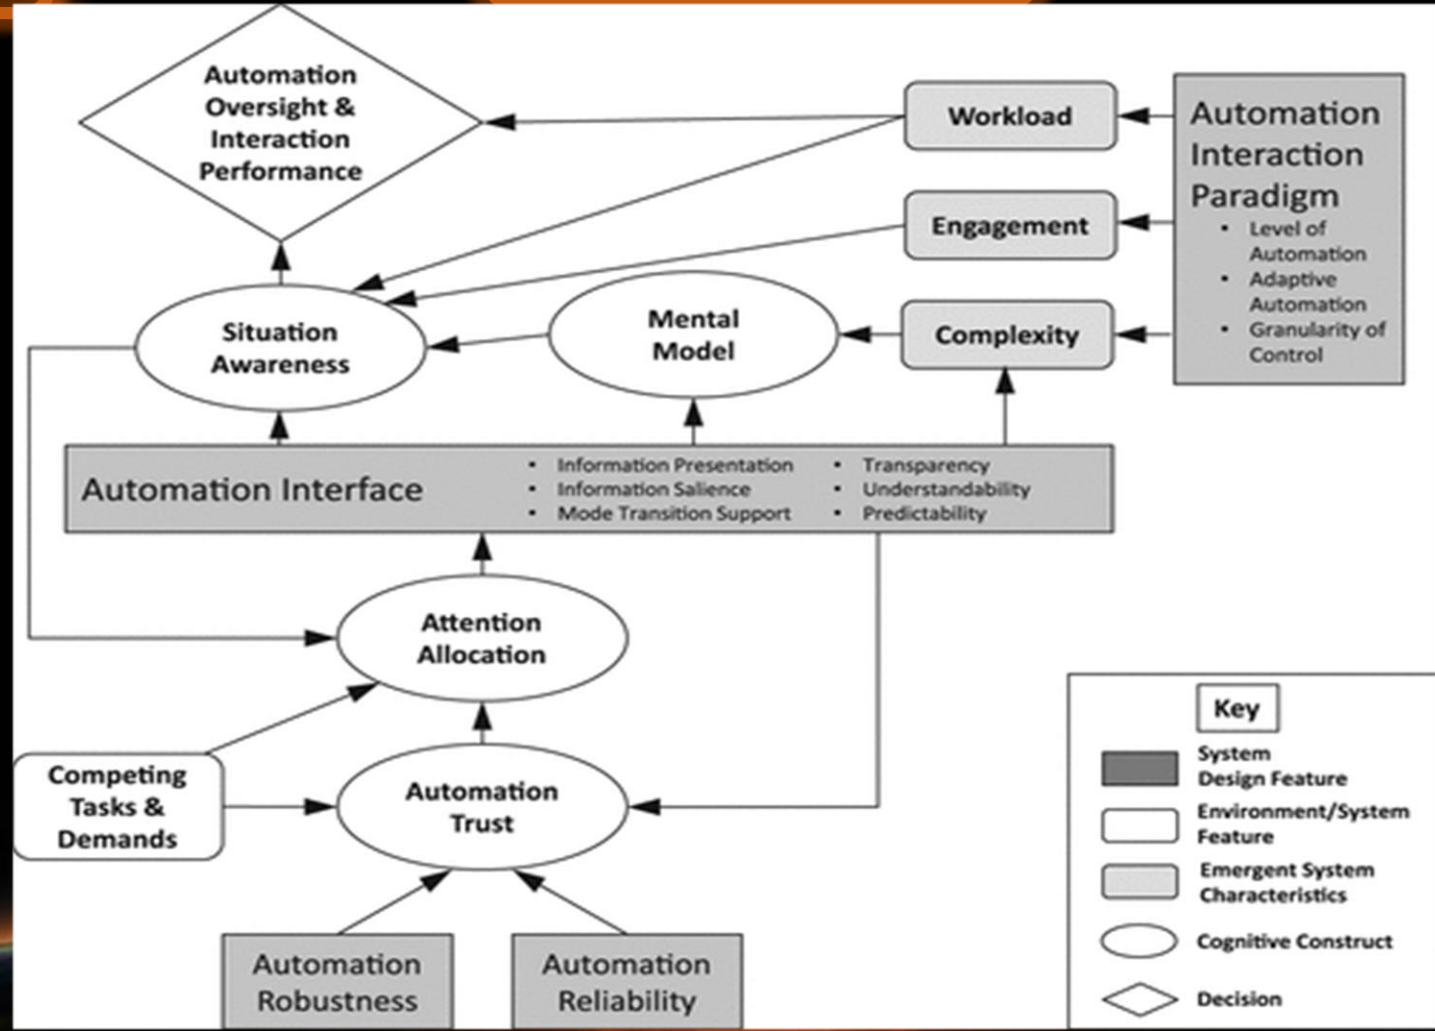 Automation
Oversight &
Interaction
Performance
Workload
Engagement
Complexity
Automation
Interaction
Paradigm
• Level of
Automation
• Adaptive
Automation
• Granularity of
Control
Situation
Awareness
Mental
Model
Automation Interface
• Information Presentation
• Information Salience
• Mode Transition Support
• Transparency
• Understandability
• Predictability
Attention
Allocation
Competing
Tasks &
Demands
Automation
Trust
Automation
Robustness
Automation
Reliability
Key
System
Design Feature
Environment/System
Feature
Emergent System
Characteristics
Cognitive Construct
Decision